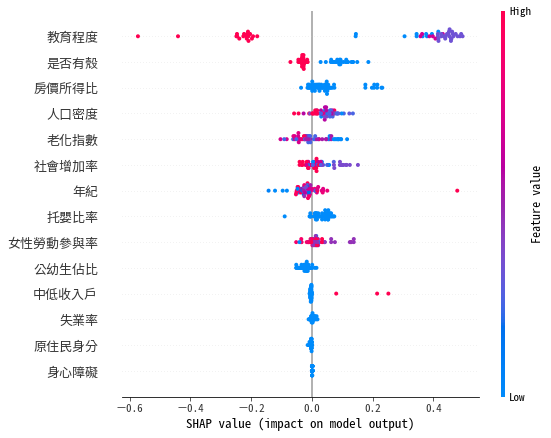 教育程度
是否有殼
房價所得比
人口密度
老化指數
社會增加率
年紀
托嬰比率
女性勞動參與率
公幼生佔比
中低收入戶
失業率
原住民身分
身心障礙
−0.6 −0.4 −0.2 0.0 0.2 0.4
SHAP value (impact on model output)
High
Feature value
Low